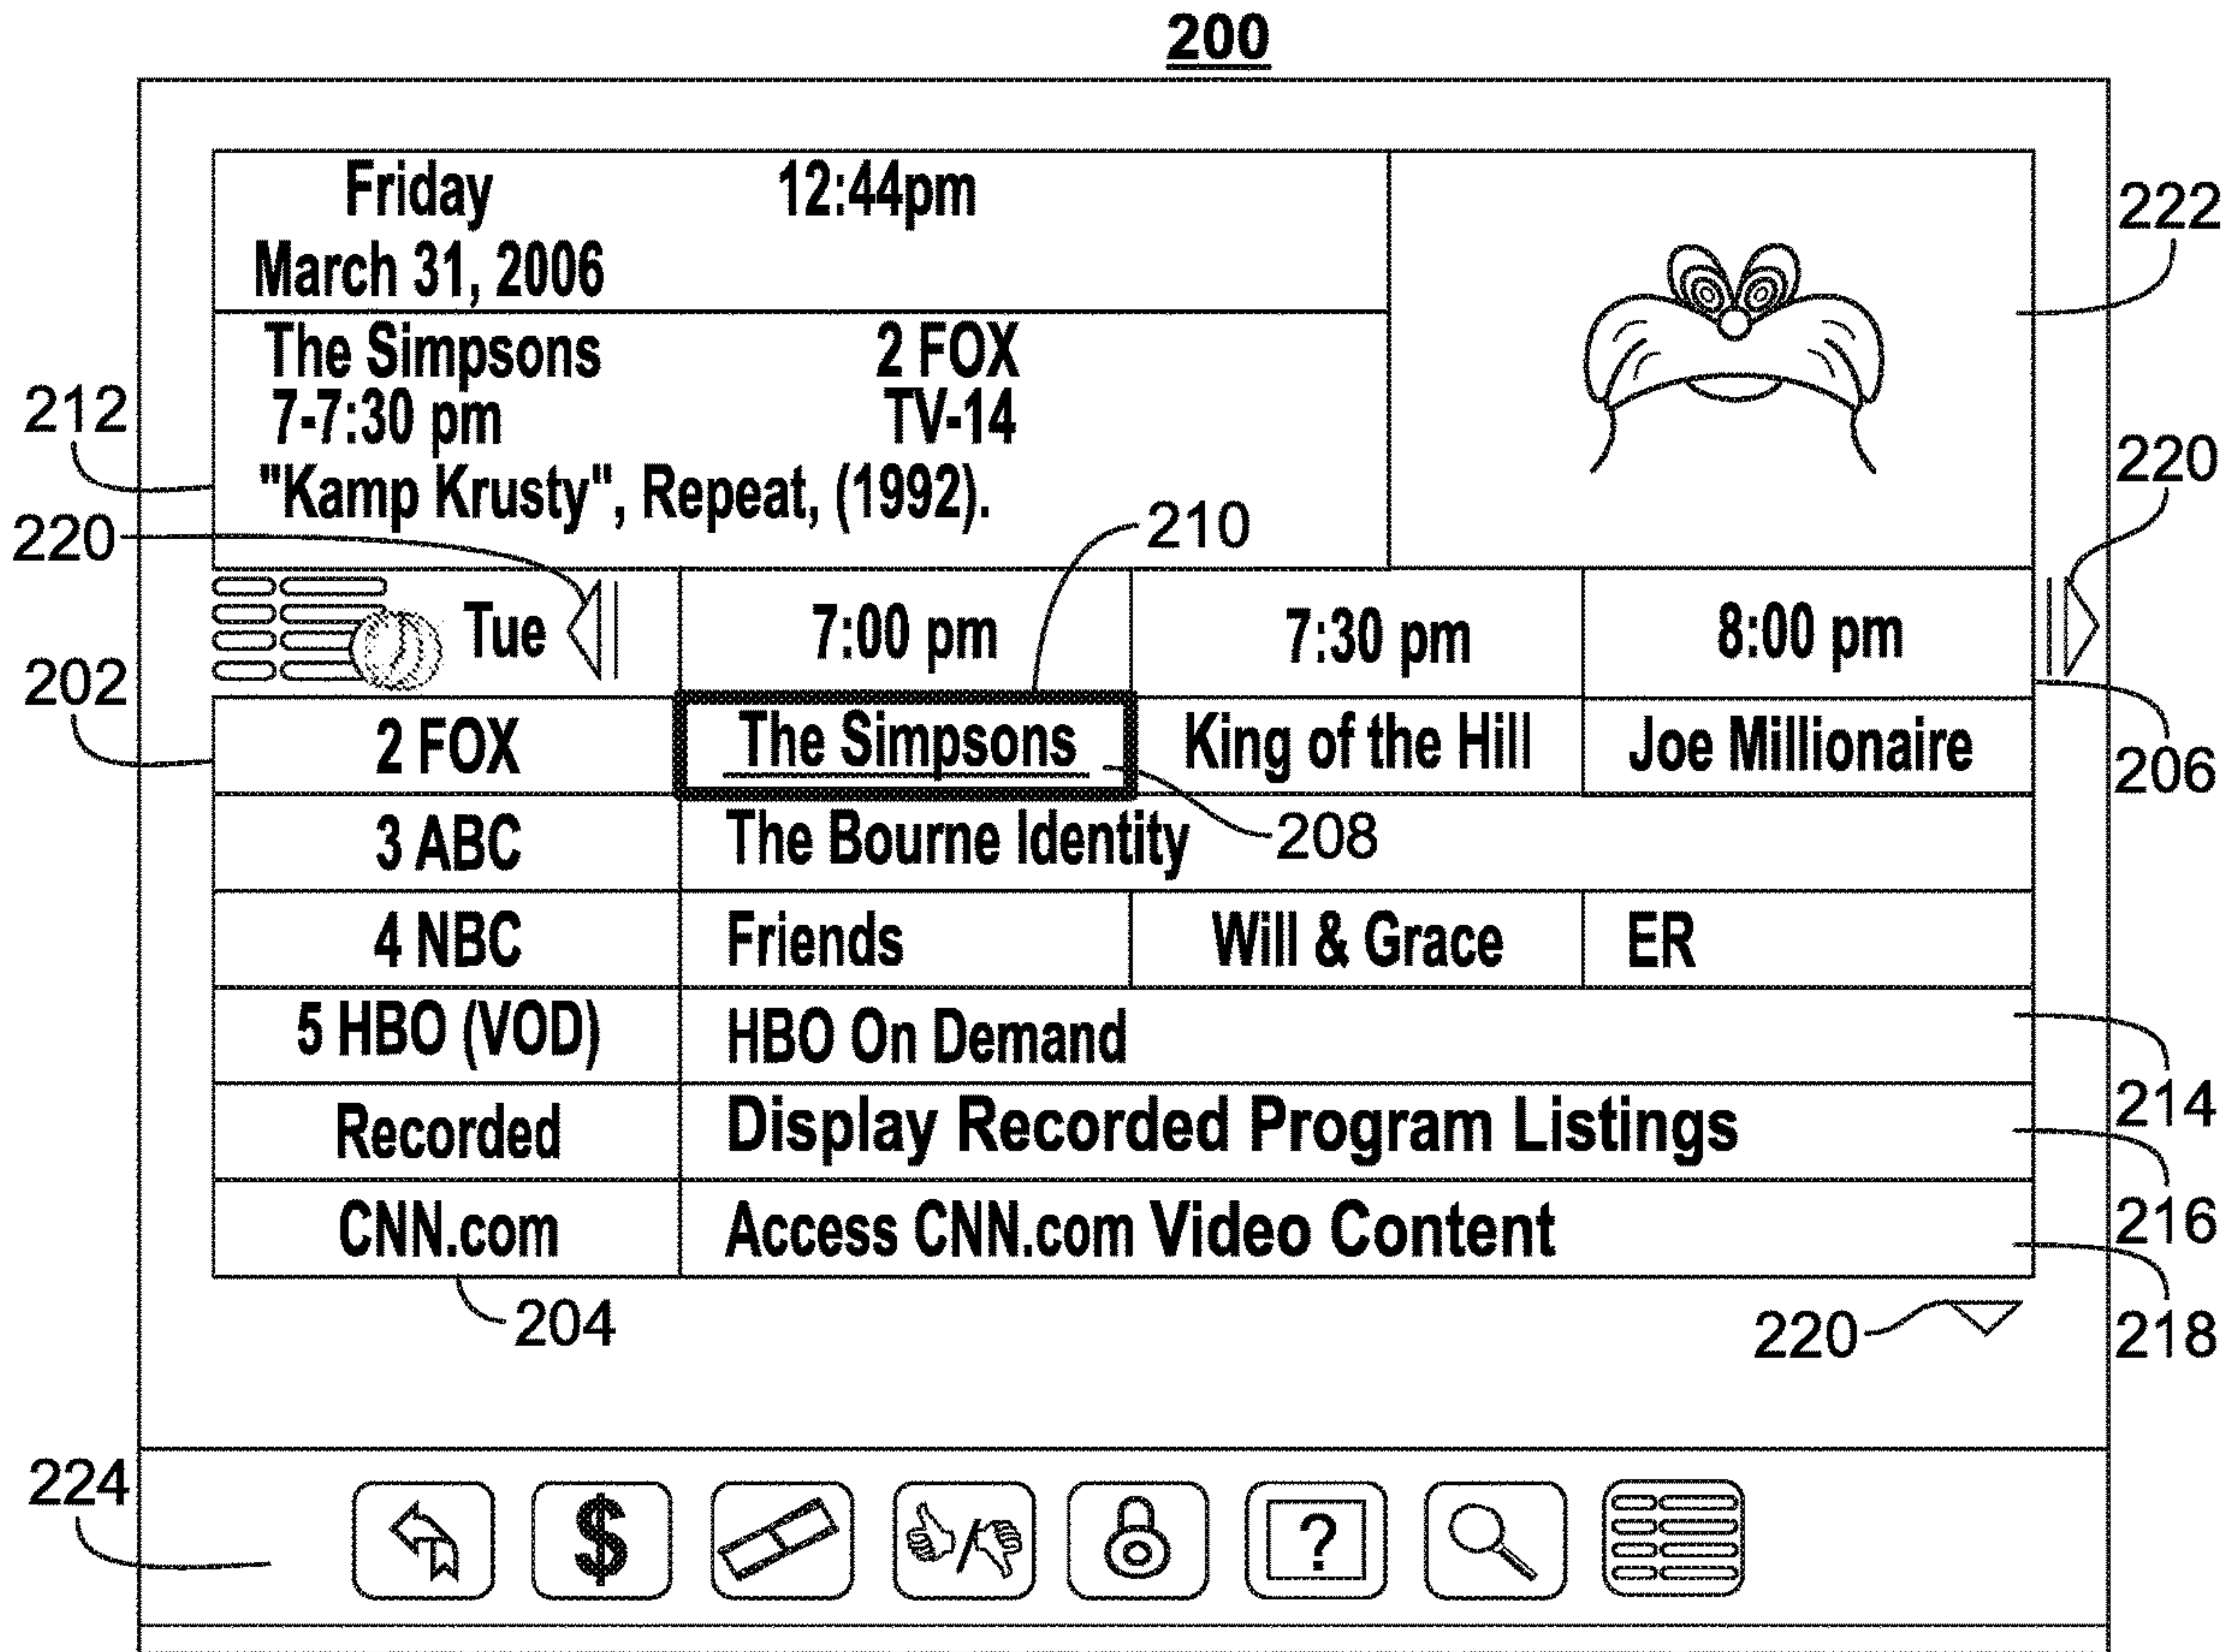 200
Friday 12:44pm
March 31, 2006
222
The Simpsons 2 FOX
212 7-7:30 pm TV-14
220
"Kamp Krusty", Repeat, (1992).
220 210
Tue 7:00 pm 7:30 pm 8:00 pm
202
2 FOX The Simpsons King of the Hill Joe Millionaire
206
3 ABC The Bourne Identity 208
4 NBC Friends Will & Grace ER
5 HBO (VOD) HBO On Demand
214
Recorded Display Recorded Program Listings
216
CNN.com Access CNN.com Video Content
204 220 218
224
$ / ?